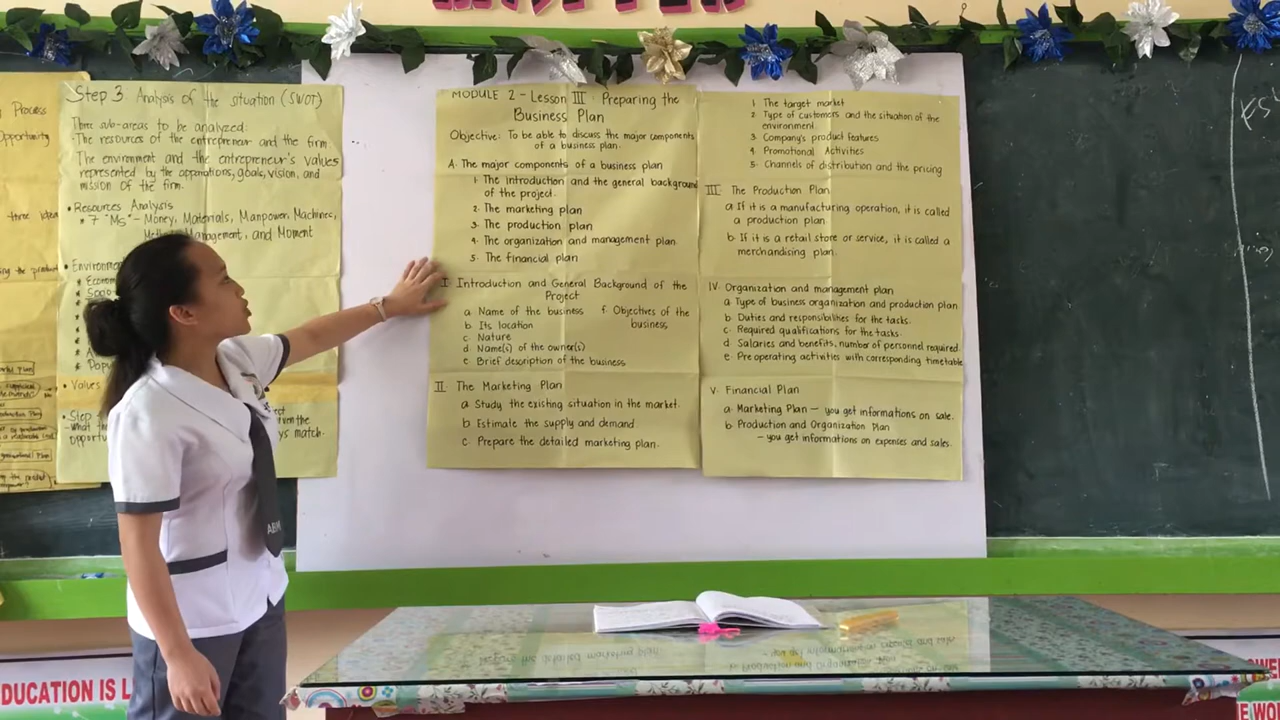 Process
Opportunity
three ideas
Step 3 Analysis of the situation (SWOT)
Three sub-areas to be analyzed:
• The resources of the entrepreneur and the firm
The environment and the entrepreneur's values
represented by the operations, goals, vision, and
mission of the firm.
• Resources Analysis
* 7 "Ms" - Money, Materials, Manpower, Machines,
Management, and Moment
• Values
• Step
ys match.
MODULE 2 - Lesson III: Preparing the
Business Plan
Objective: To be able to discuss the major components
of a business plan.
A. The major components of a business plan
1. The introduction and the general background
of the project.
2. The marketing plan
3. The production plan
4. The organization and management plan.
5. The financial plan
I. Introduction and General Background of the
Project
a Name of the business f. Objectives of the
business.
b Its location
c. Nature
d. Name(s) of the owner(s)
e. Brief description of the business
II. The Marketing Plan
a Study the existing situation in the market.
b Estimate the supply and demand
c. Prepare the detailed marketing plan.
1 The target market
2 Type of customers and the situation of the
environment
3 Company's product features
4 Promotional Activities
5 Channels of distribution and the pricing
III. The Production Plan
a If it is a manufacturing operation, it is called
a production plan
b. If it is a retail store or service, it is called a
merchandising plan.
IV. Organization and management plan
a Type of business organization and production plan
b Duties and responsibilities for the tasks.
c. Required qualifications for the tasks.
d Salaries and benefits, number of personnel required.
e. Pre operating activities with corresponding timetable
V. Financial Plan
a Marketing Plan - you get informations on sale.
b Production and Organization Plan
- you get informations on expenses and sales.
ABM
DUCATION IS L